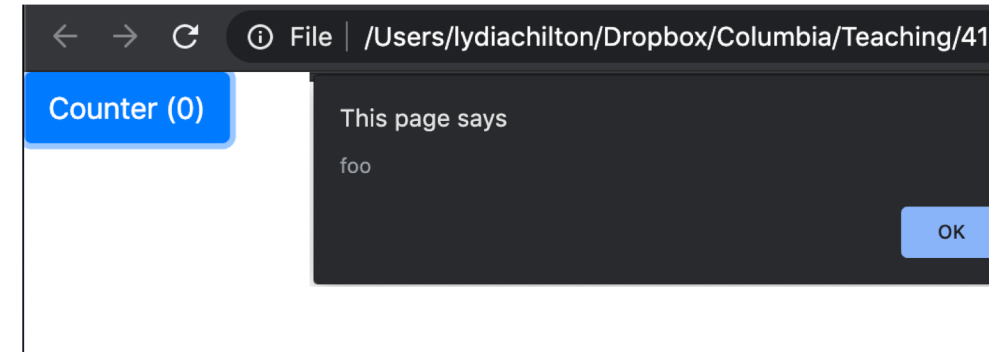 File | /Users/lydiachilton/Dropbox/Columbia/Teaching/41
Counter (0)
This page says
foo
OK